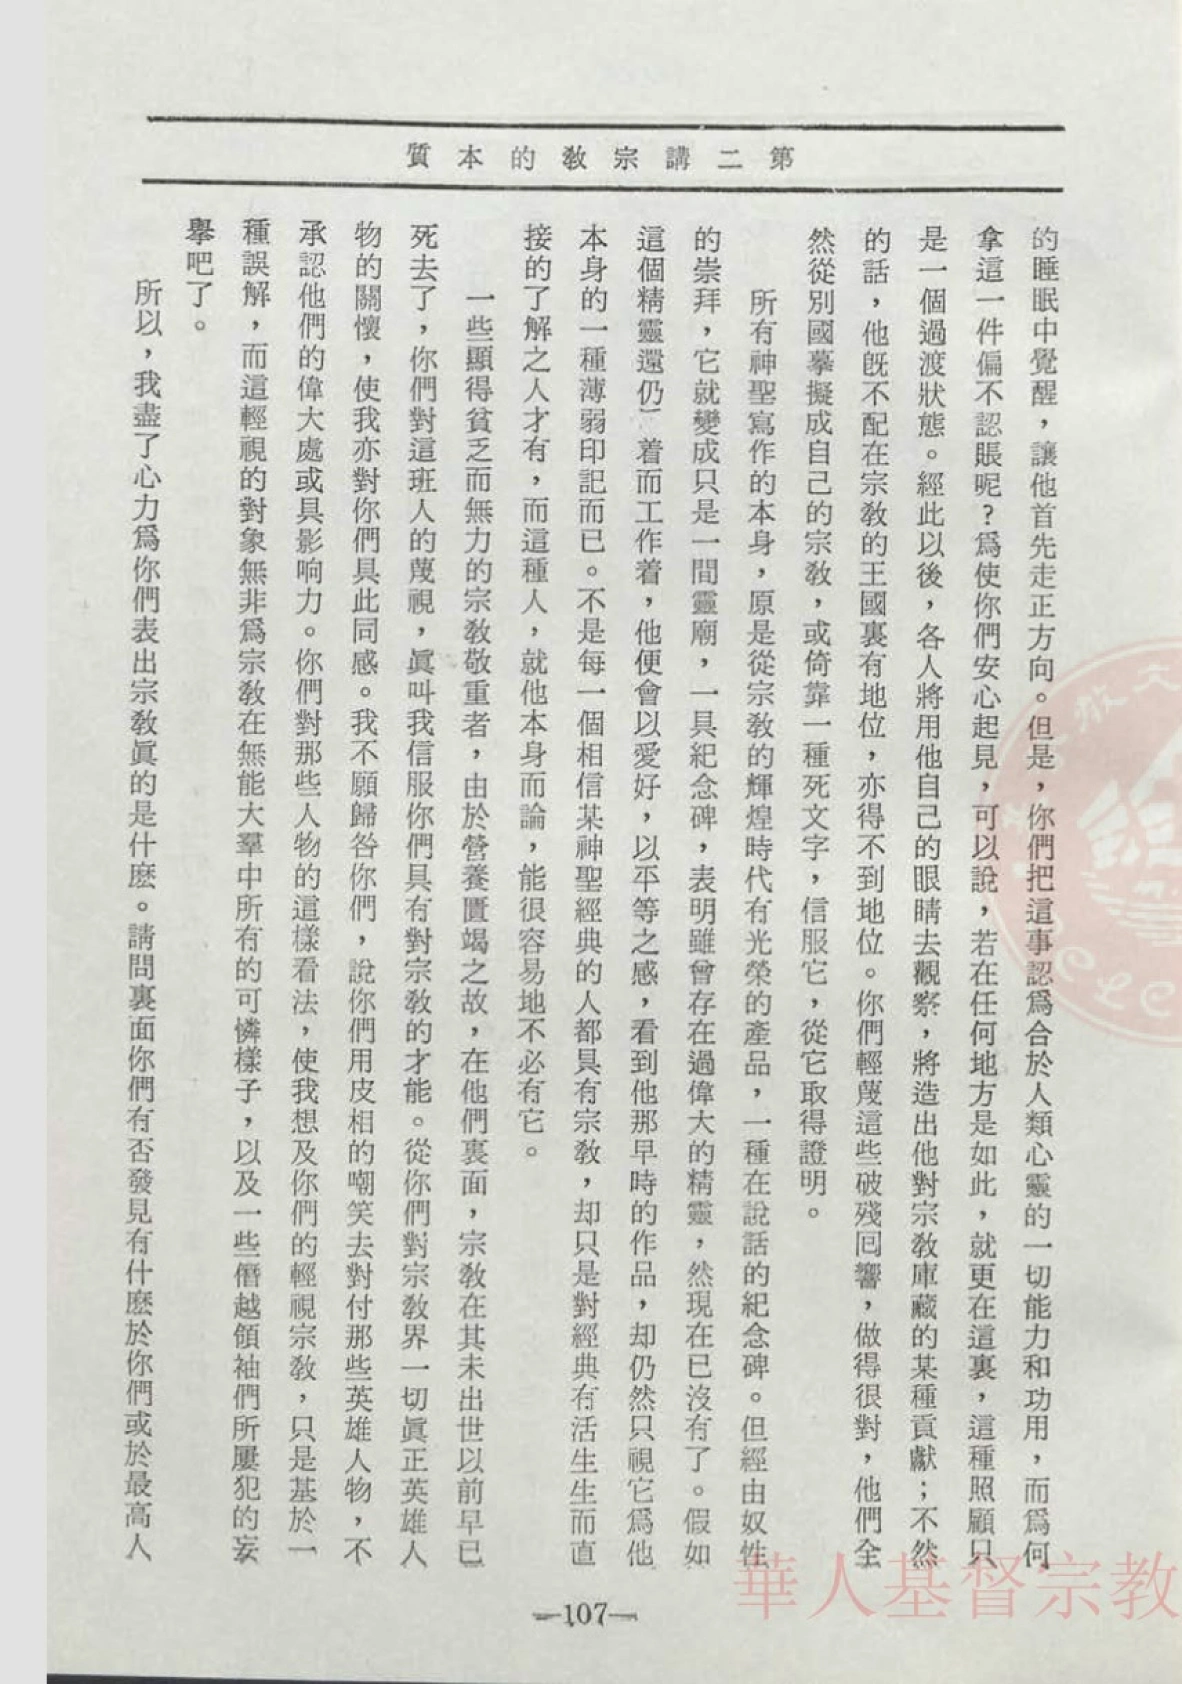 第二講宗教的本質
的睡眠中覺醒，讓他首先走正方向。但是，你們把這事認爲合於人類心靈的一切能力和功用，而爲何
拿這一件偏不認賬呢?爲使你們安心起見，可以說，若在任何地方是如此，就更在這裏，這種照顧只
是一個過渡狀態。經此以後，各人將用他自己的眼睛去觀察，將造出他對宗教庫藏的某種貢獻；不然
的話，他旣不配在宗教的王國裏有地位，亦得不到地位。你們輕蔑這些破殘回響，做得很對，他們全
然從別國摹擬成自己的宗教，或倚靠一種死文字，信服它，從它取得證明。
所有神聖寫作的本身，原是從宗教的輝煌時代有光榮的產品，一種在說話的紀念碑。但經由奴性
的崇拜，它就變成只是一間靈廟，一具紀念碑，表明雖曾存在過偉大的精靈，然現在已沒有了。假如
這個精靈還仍着而工作着，他便會以愛好，以平等之感，看到他那早時的作品，却仍然只視它爲他
本身的一種薄弱印記而已。不是每一個相信某神聖經典的人都具有宗教，却只是對經典有活生生而直
接的了解之人才有，而這種人，就他本身而論，能很容易地不必有它。
一些顯得貧乏而無力的宗教敬重者，由於營養匱竭之故，在他們裏面，宗教在其未出世以前早已
死去了，你們對這班人的蔑視，眞叫我信服你們具有對宗教的才能。從你們對宗教界一切眞正英雄人
物的關懷，使我亦對你們具此同感。我不願歸咎你們，說你們用皮相的嘲笑去對付那些英雄人物，不
承認他們的偉大處或具影响力。你們對那些人物的這樣看法，使我想及你們的輕視宗教，只是基於一
種誤解，而這輕視的對象無非爲宗教在無能大羣中所有的可憐樣子，以及一些僭越領袖們所屢犯的妄
舉吧了。
所以，我盡了心力爲你們表出宗教眞的是什麽。請問裏面你們有否發見有什麽於你們或於最高人
—107—
華人基督宗教